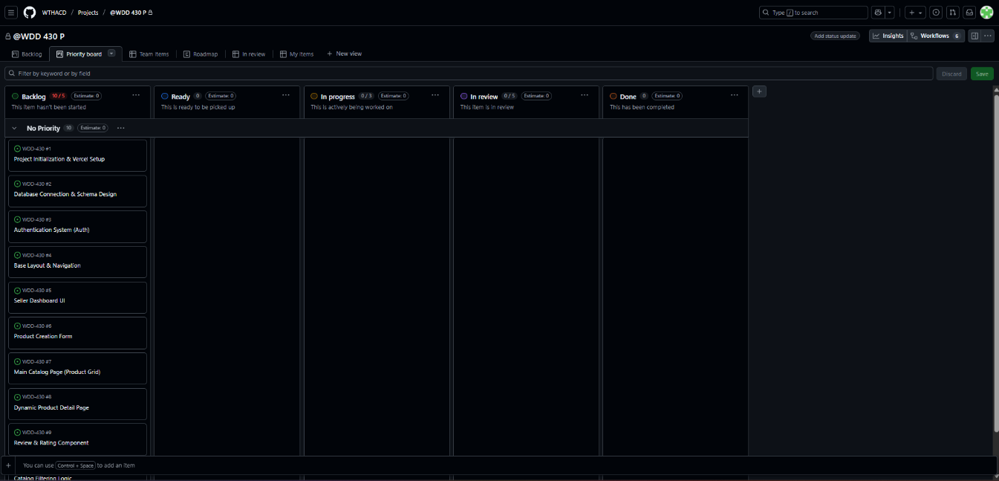 WTHACD / Projects / @WDD 430 P
Type / to search
@WDD 430 P
Add status update
Insights
Workflows 6
Backlog
Priority board
Team items
Roadmap
In review
My items
+ New view
Filter by keyword or by field
Discard
Save
Backlog 10 / 5 Estimate: 0
This item hasn't been started
Ready 0 Estimate: 0
This is ready to be picked up
In progress 0 / 3 Estimate: 0
This is actively being worked on
In review 0 / 5 Estimate: 0
This item is in review
Done 0 Estimate: 0
This has been completed
No Priority 10 Estimate: 0
WDD-430 #1
Project Initialization & Vercel Setup
WDD-430 #2
Database Connection & Schema Design
WDD-430 #3
Authentication System (Auth)
WDD-430 #4
Base Layout & Navigation
WDD-430 #5
Seller Dashboard UI
WDD-430 #6
Product Creation Form
WDD-430 #7
Main Catalog Page (Product Grid)
WDD-430 #8
Dynamic Product Detail Page
WDD-430 #9
Review & Rating Component
You can use Control + Space to add an item
Catalog Filtering Logic